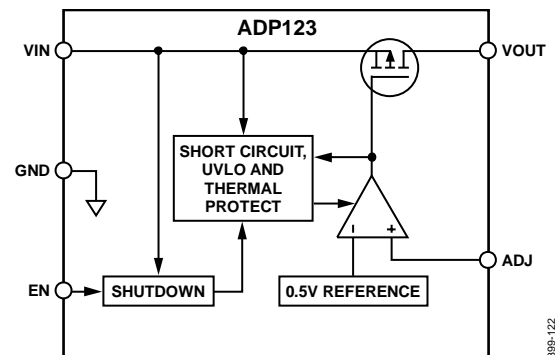 ADP123
VIN
VOUT
GND
SHORT CIRCUIT,
UVLO AND
THERMAL
PROTECT
EN
SHUTDOWN
0.5V REFERENCE
ADJ